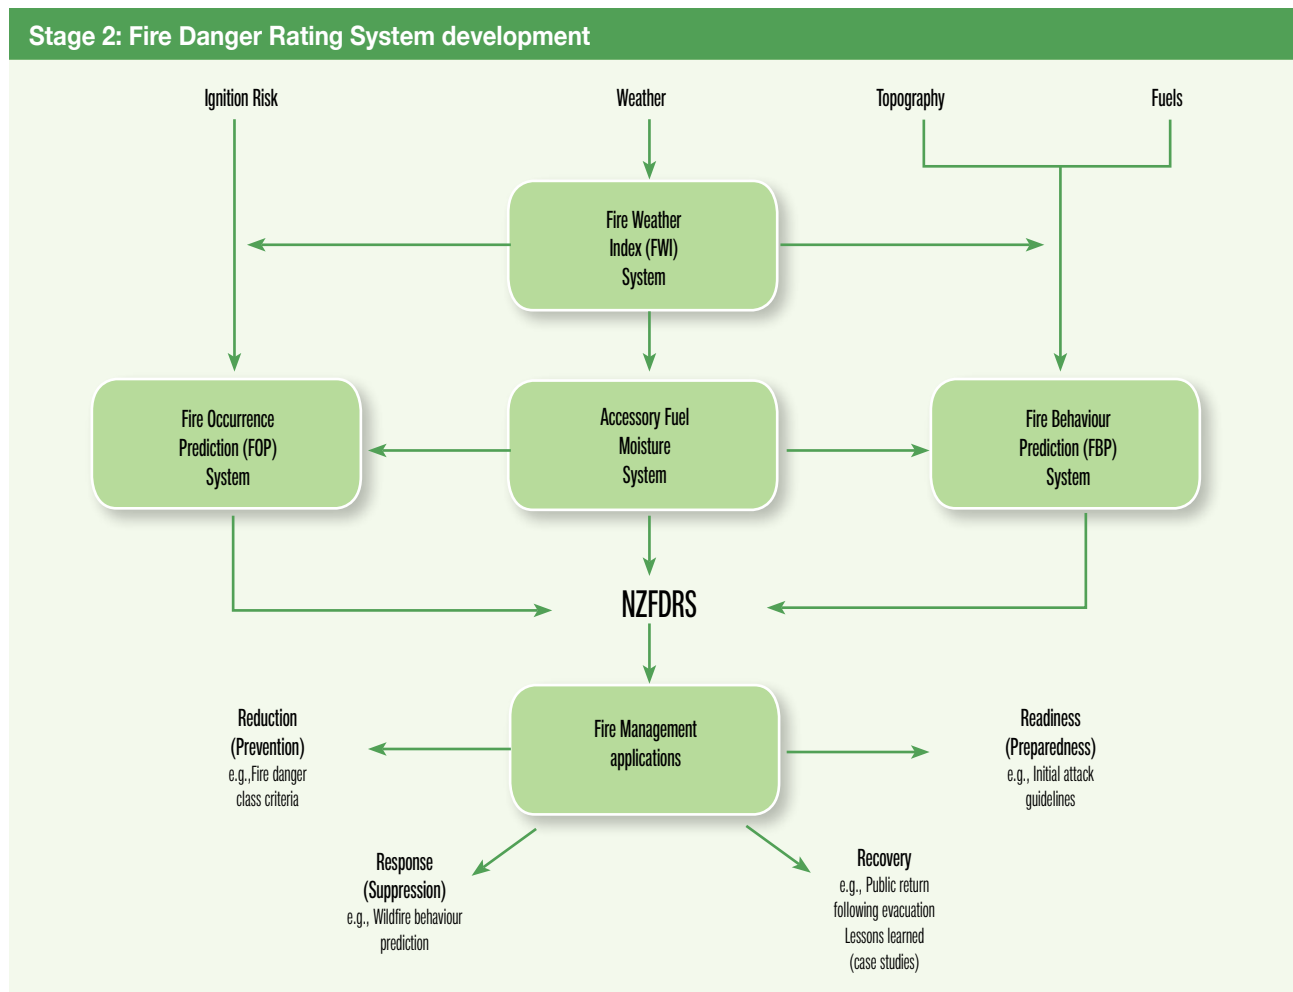 Stage 2: Fire Danger Rating System development
Ignition Risk
Weather
Topography
Fuels
Fire Weather
Index (FWI)
System
Fire Occurrence
Prediction (FOP)
System
Accessory Fuel
Moisture
System
Fire Behaviour
Prediction (FBP)
System
NZFDRS
Fire Management
applications
Reduction
(Prevention)
e.g.,Fire danger
class criteria
Readiness
(Preparedness)
e.g., Initial attack
guidelines
Response
(Suppression)
e.g., Wildfire behaviour
prediction
Recovery
e.g., Public return
following evacuation
Lessons learned
(case studies)